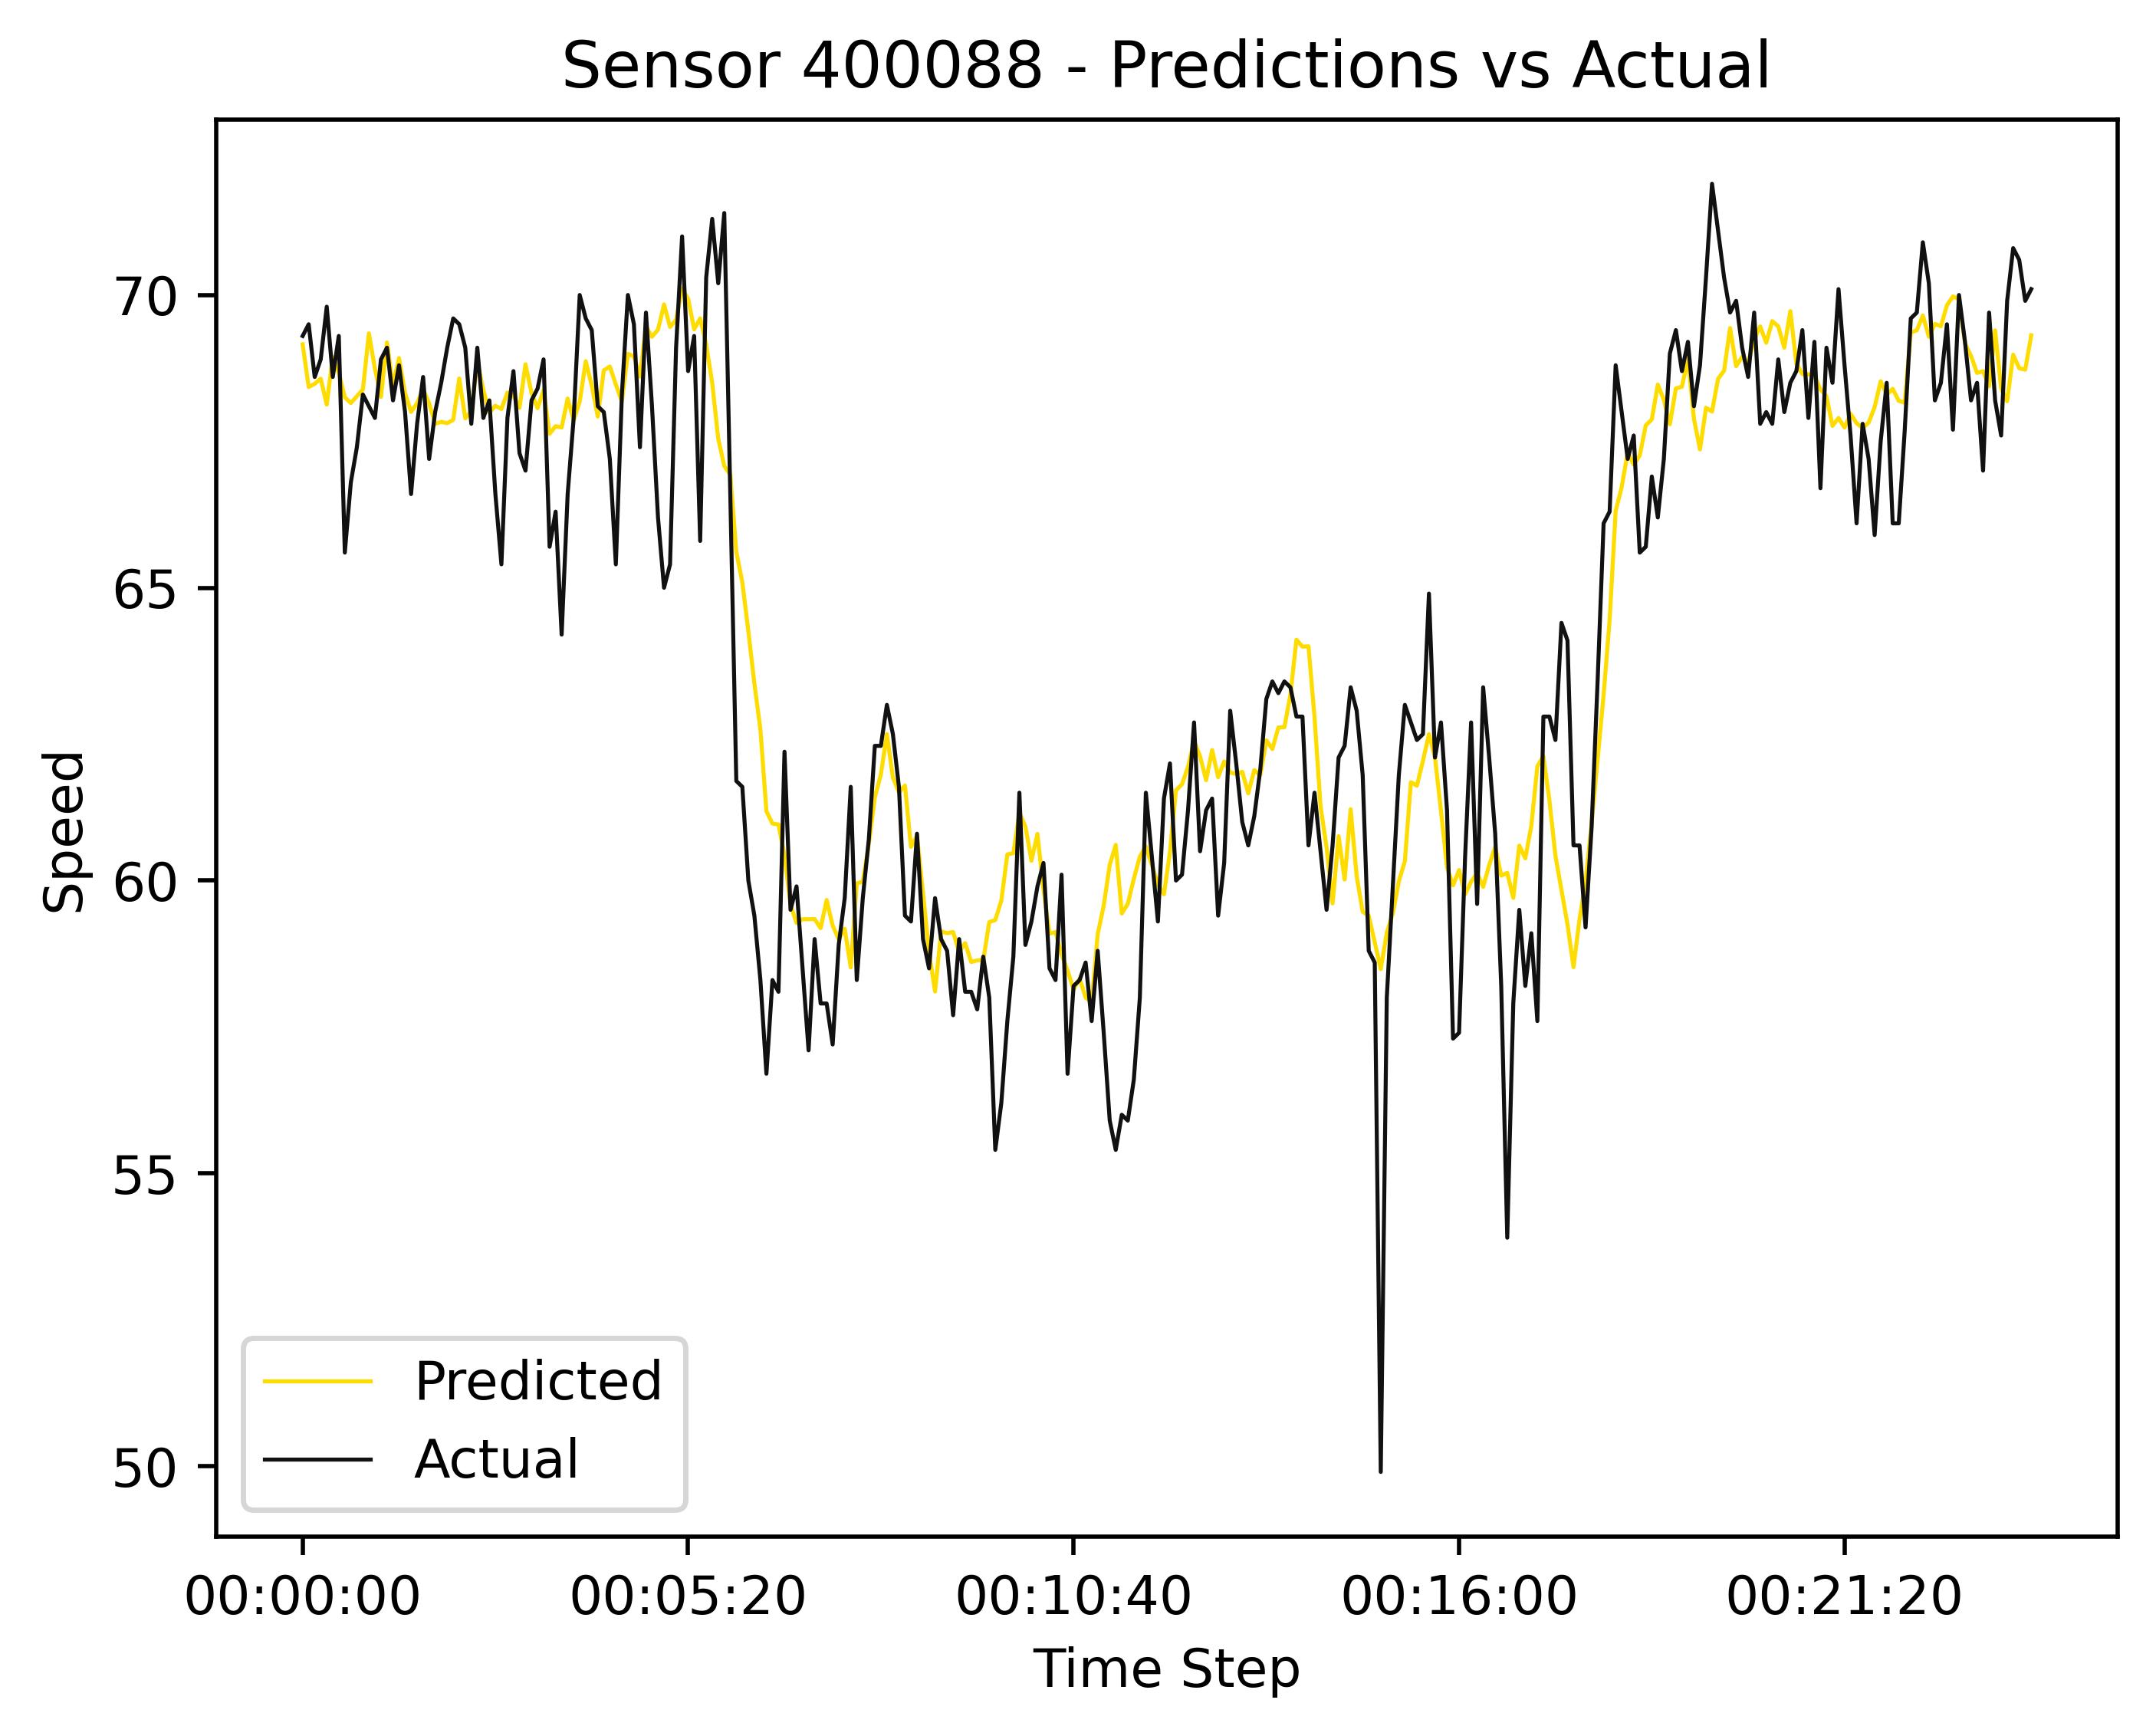 Sensor 400088 - Predictions vs Actual
Speed
70
65
60
55
50
Predicted
Actual
00:00:00 00:05:20 00:10:40 00:16:00 00:21:20
Time Step